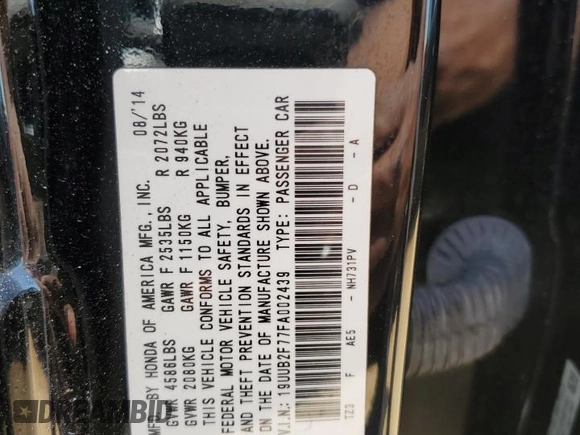 MFD BY HONDA OF AMERICA MFG., INC. 08/'14
GVWR 4586LBS GAWR F 2535LBS R 2072LBS
GVWR 2080KG GAWR F 1150KG R 940KG
THIS VEHICLE CONFORMS TO ALL APPLICABLE
FEDERAL MOTOR VEHICLE SAFETY, BUMPER,
AND THEFT PREVENTION STANDARDS IN EFFECT
ON THE DATE OF MANUFACTURE SHOWN ABOVE.
V.I.N.: 19UUB2F77FA002439 TYPE: PASSENGER CAR
TZ3 F AE5 - NH731PV - D - A
DREAMBID